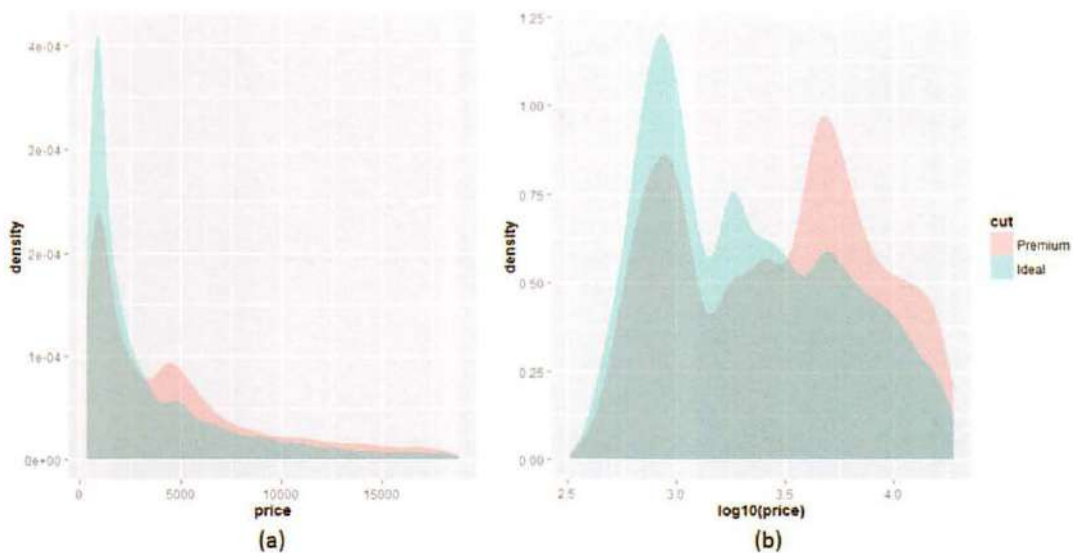 4e-04
2e-04
2e-04
1e-04
0e+00
density
0
5000
10000
15000
price
(a)
1.25
1.00
0.75
0.50
0.25
0.00
density
2.5
3.0
3.5
4.0
log10(price)
(b)
cut
Premium
Ideal